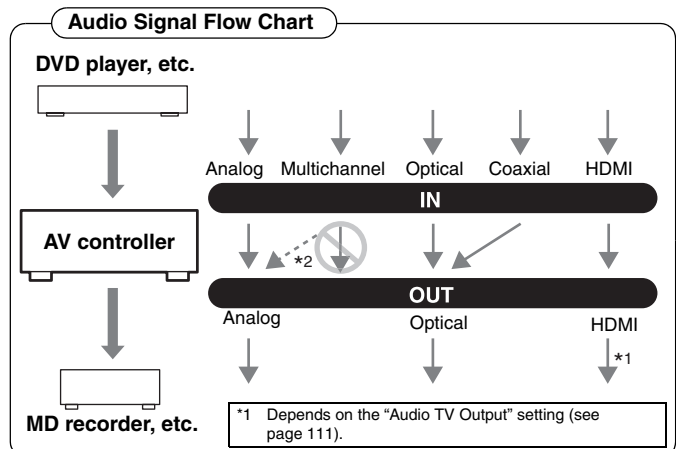 Audio Signal Flow Chart
DVD player, etc.
Analog Multichannel Optical Coaxial HDMI
IN
AV controller
*2
OUT
Analog Optical HDMI
*1
MD recorder, etc.
*1 Depends on the “Audio TV Output” setting (see
page 111).